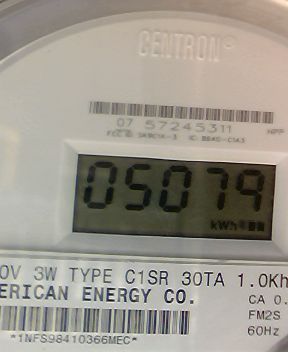 CENTRON®
07 57245311
05079
kWh
0V 3W TYPE C1SR 30TA 1.0Kh
ERICAN ENERGY CO.
CA 0.
FM2S
60Hz
*1NFS98410366MEC*